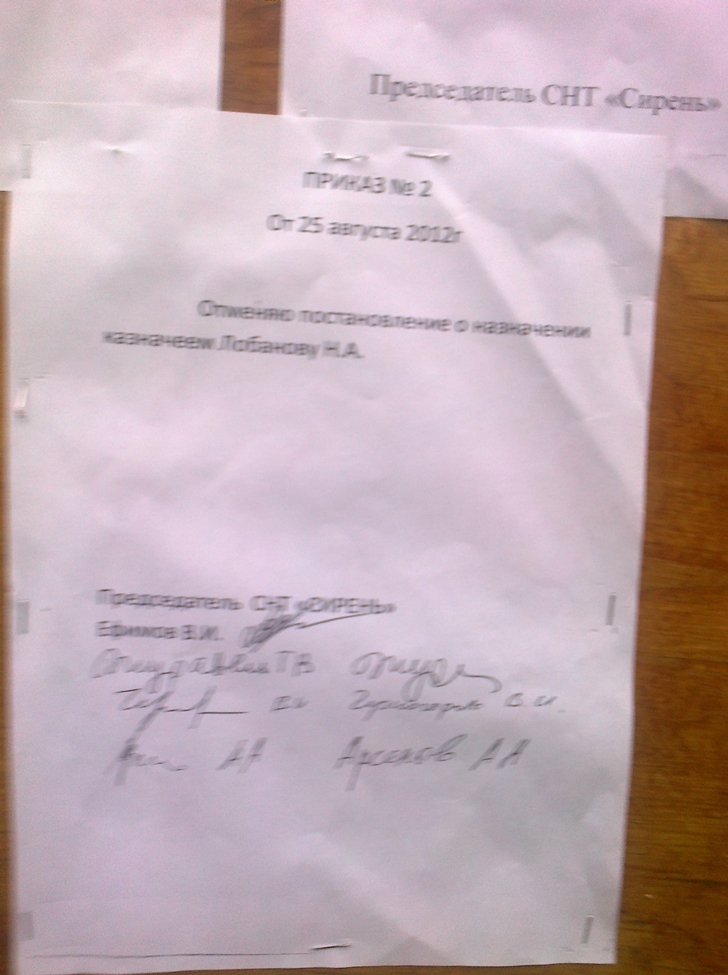 Председатель СНТ «Сирень»
ПРИКАЗ № 2
От 25 августа 2012г
Отменяю постановление о назначении
казначеем Лобанову Н.А.
Председатель СНТ «СИРЕНЬ»
Ефимов В.И.
Т В
В. И.
А А Арсенов А А